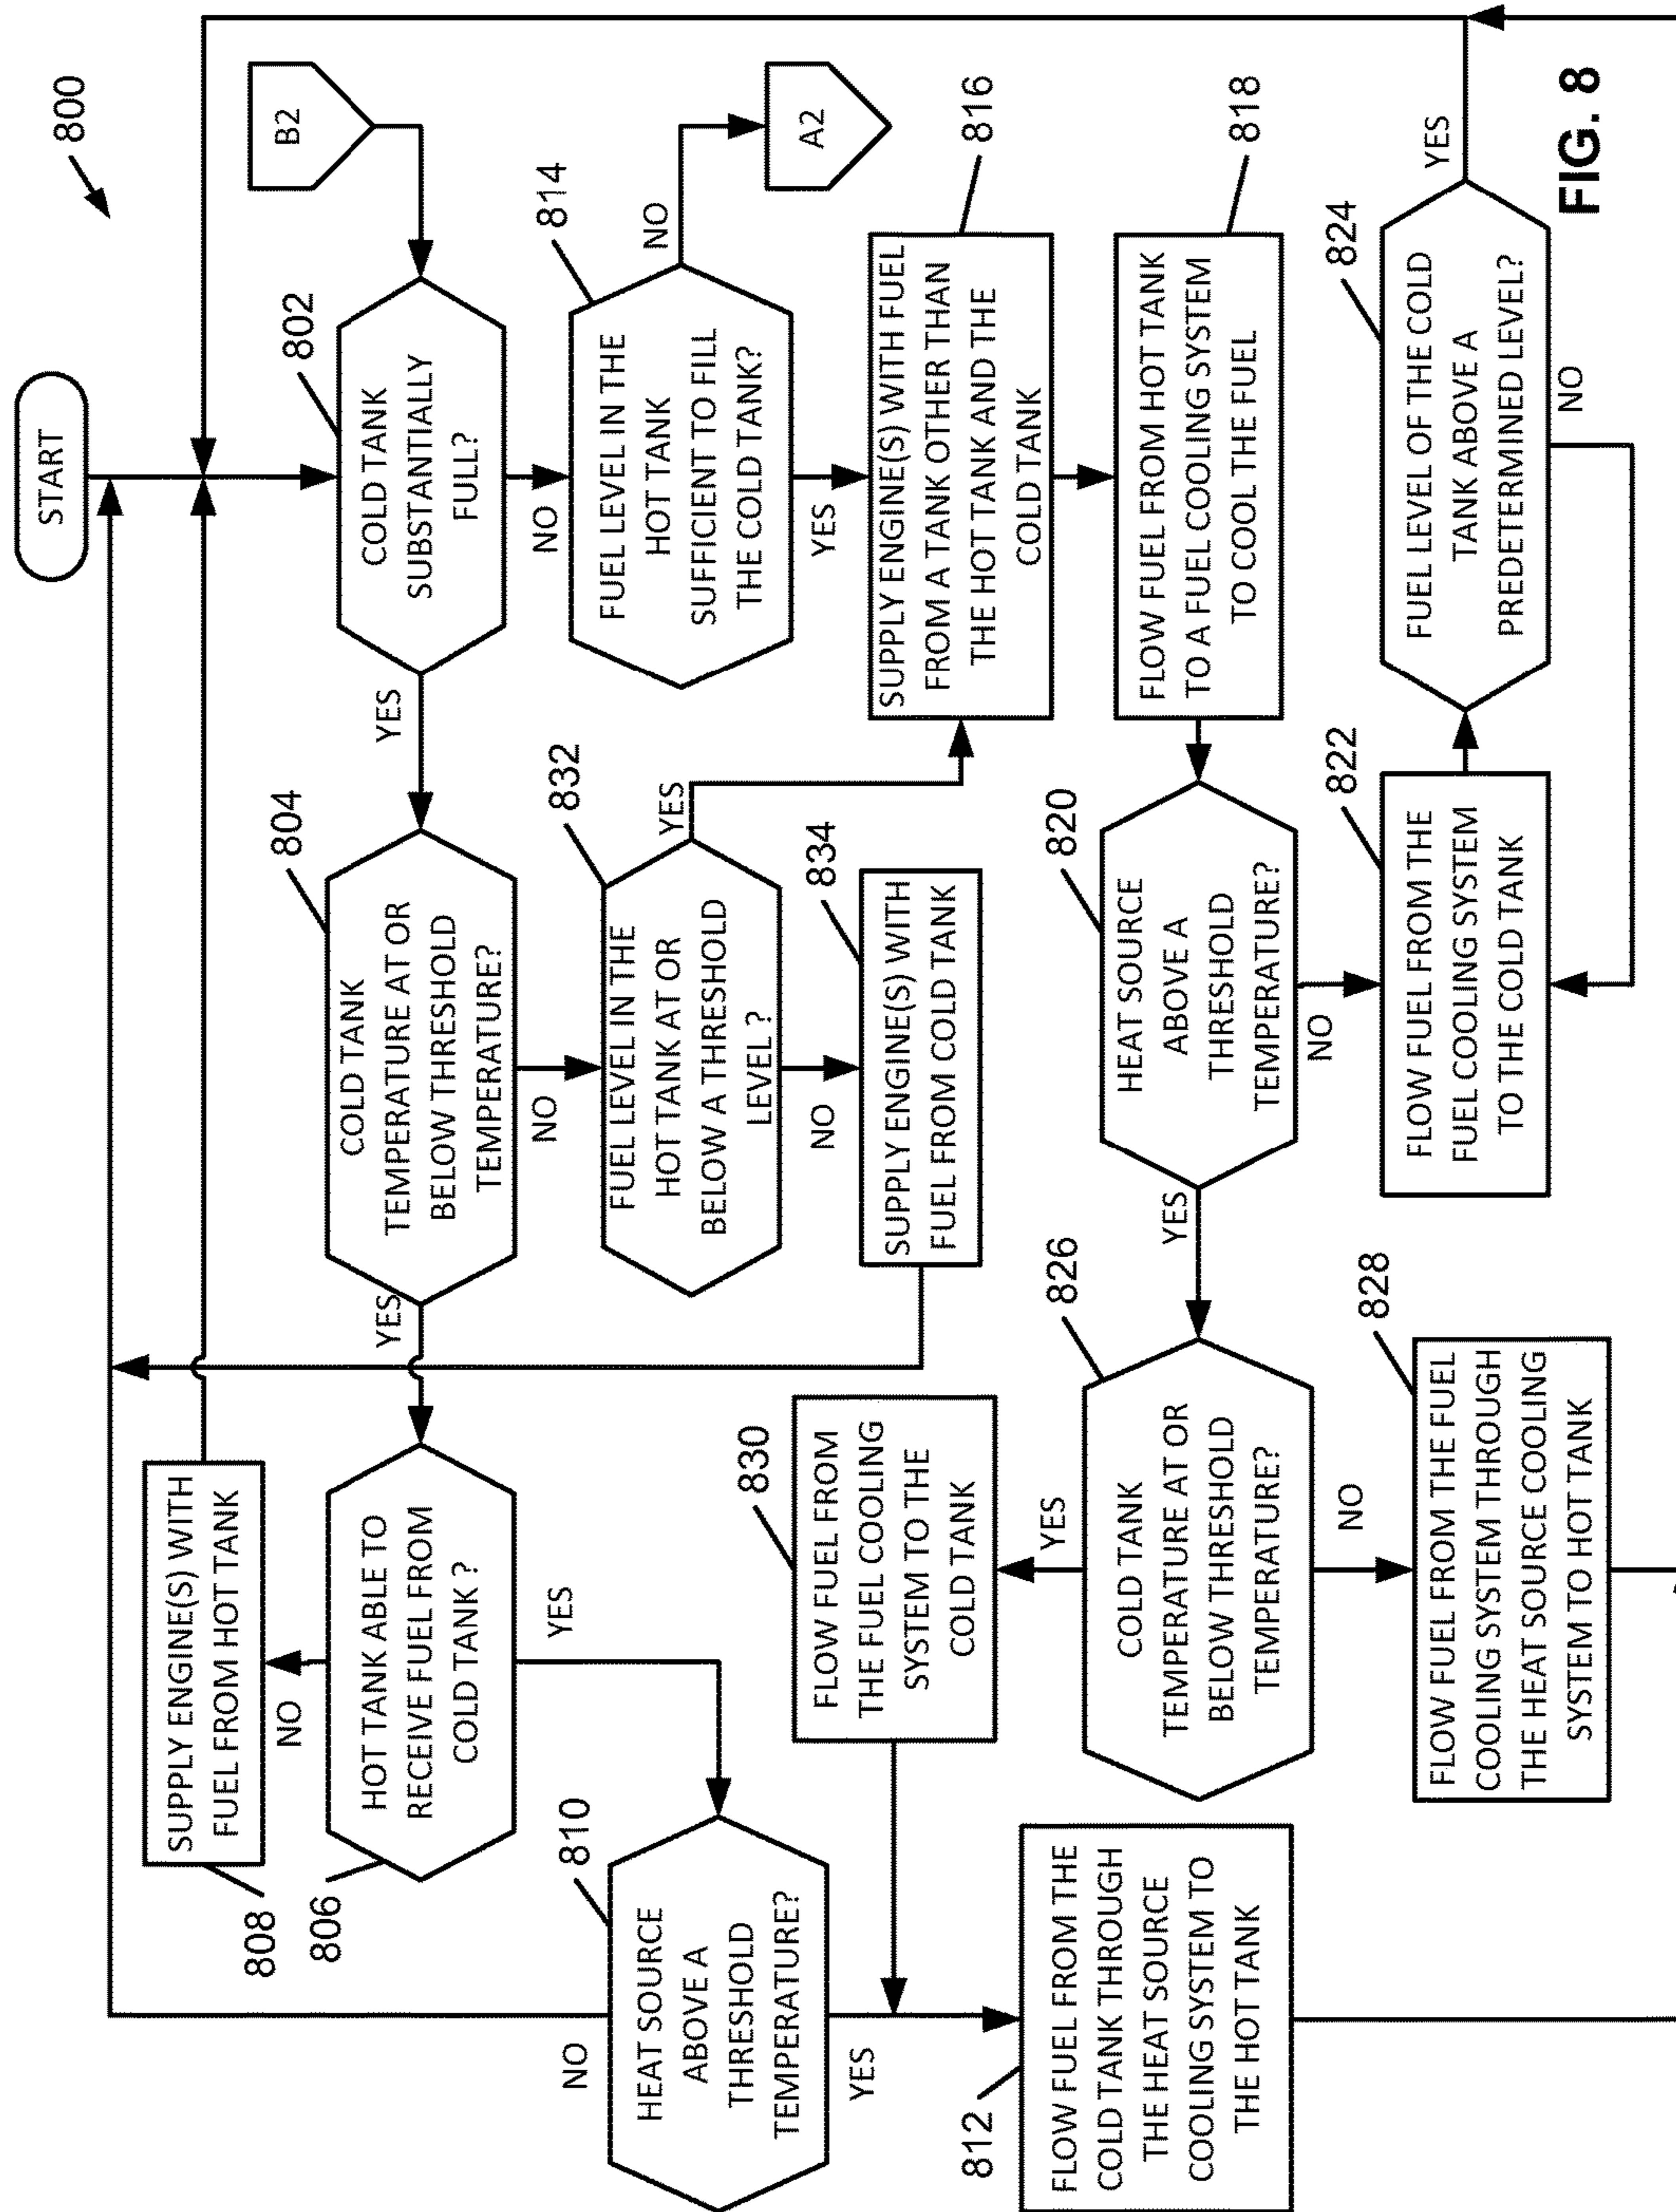 800
START
B2
802
COLD TANK
SUBSTANTIALLY
FULL?
YES
NO
804
COLD TANK
TEMPERATURE AT OR
BELOW THRESHOLD
TEMPERATURE?
YES
NO
SUPPLY ENGINE(S) WITH
FUEL FROM HOT TANK
808
NO
HOT TANK ABLE TO
RECEIVE FUEL FROM
COLD TANK ?
806
YES
810
HEAT SOURCE
ABOVE A
THRESHOLD
TEMPERATURE?
NO
YES
812
FLOW FUEL FROM THE
COLD TANK THROUGH
THE HEAT SOURCE
COOLING SYSTEM TO
THE HOT TANK
814
FUEL LEVEL IN THE
HOT TANK
SUFFICIENT TO FILL
THE COLD TANK?
NO
A2
YES
832
FUEL LEVEL IN THE
HOT TANK AT OR
BELOW A THRESHOLD
LEVEL ?
YES
NO
834
SUPPLY ENGINE(S) WITH
FUEL FROM COLD TANK
816
SUPPLY ENGINE(S) WITH FUEL
FROM A TANK OTHER THAN
THE HOT TANK AND THE
COLD TANK
818
FLOW FUEL FROM HOT TANK
TO A FUEL COOLING SYSTEM
TO COOL THE FUEL
820
HEAT SOURCE
ABOVE A
THRESHOLD
TEMPERATURE?
YES
NO
822
FLOW FUEL FROM THE
FUEL COOLING SYSTEM
TO THE COLD TANK
824
FUEL LEVEL OF THE COLD
TANK ABOVE A
PREDETERMINED LEVEL?
YES
NO
826
COLD TANK
TEMPERATURE AT OR
BELOW THRESHOLD
TEMPERATURE?
YES
NO
830
FLOW FUEL FROM
THE FUEL COOLING
SYSTEM TO THE
COLD TANK
828
FLOW FUEL FROM THE FUEL
COOLING SYSTEM THROUGH
THE HEAT SOURCE COOLING
SYSTEM TO HOT TANK
FIG. 8